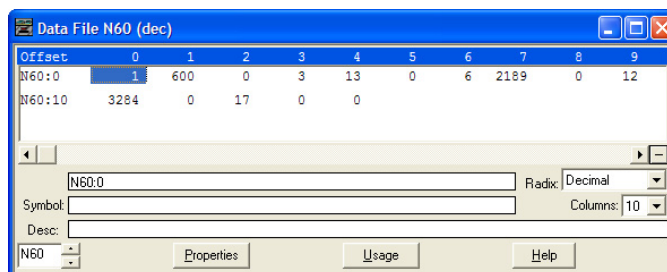 Data File N60 (dec)
Offset 0 1 2 3 4 5 6 7 8 9
N60:0 1 600 0 3 13 0 6 2189 0 12
N60:10 3284 0 17 0 0
N60:0 Radix: Decimal
Symbol: Columns: 10
Desc:
N60 Properties Usage Help